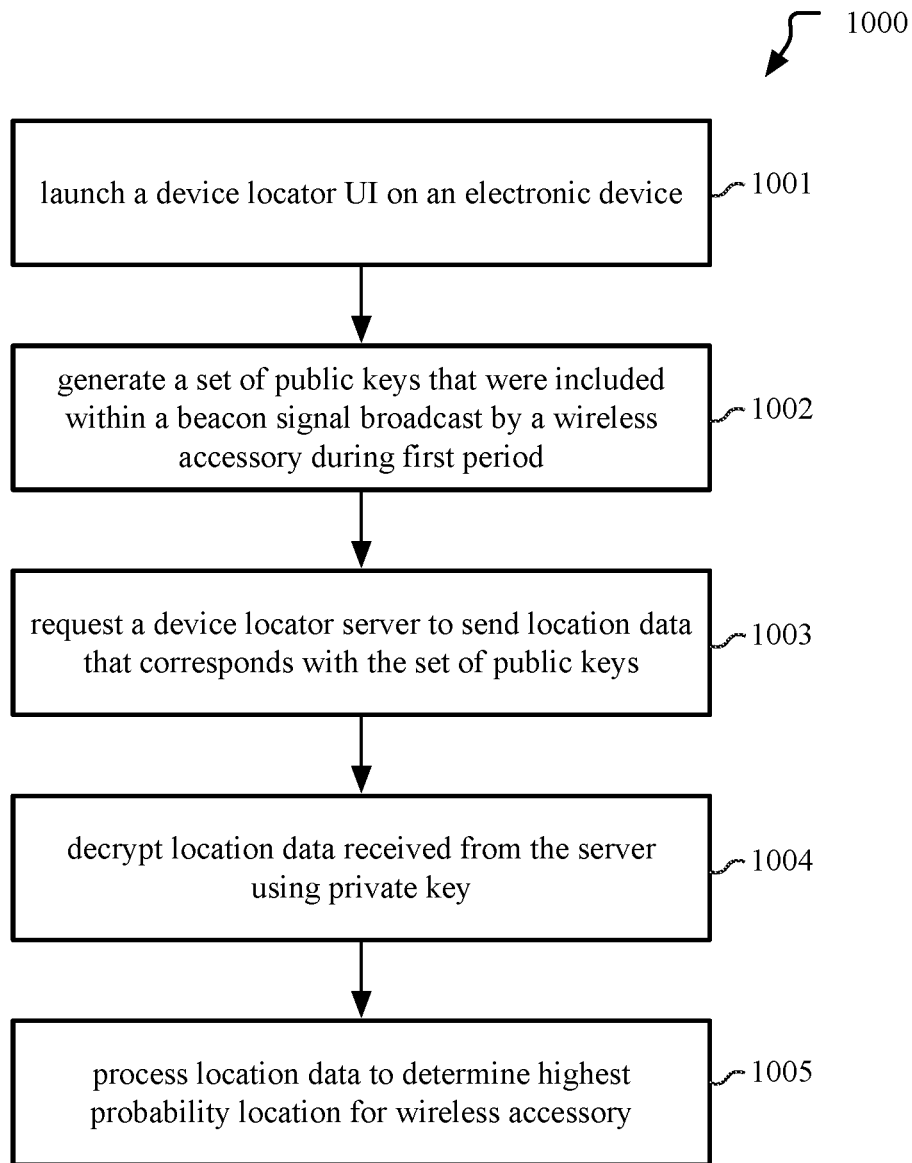 1000
launch a device locator UI on an electronic device
1001
generate a set of public keys that were included
within a beacon signal broadcast by a wireless
accessory during first period
1002
request a device locator server to send location data
that corresponds with the set of public keys
1003
decrypt location data received from the server
using private key
1004
process location data to determine highest
probability location for wireless accessory
1005